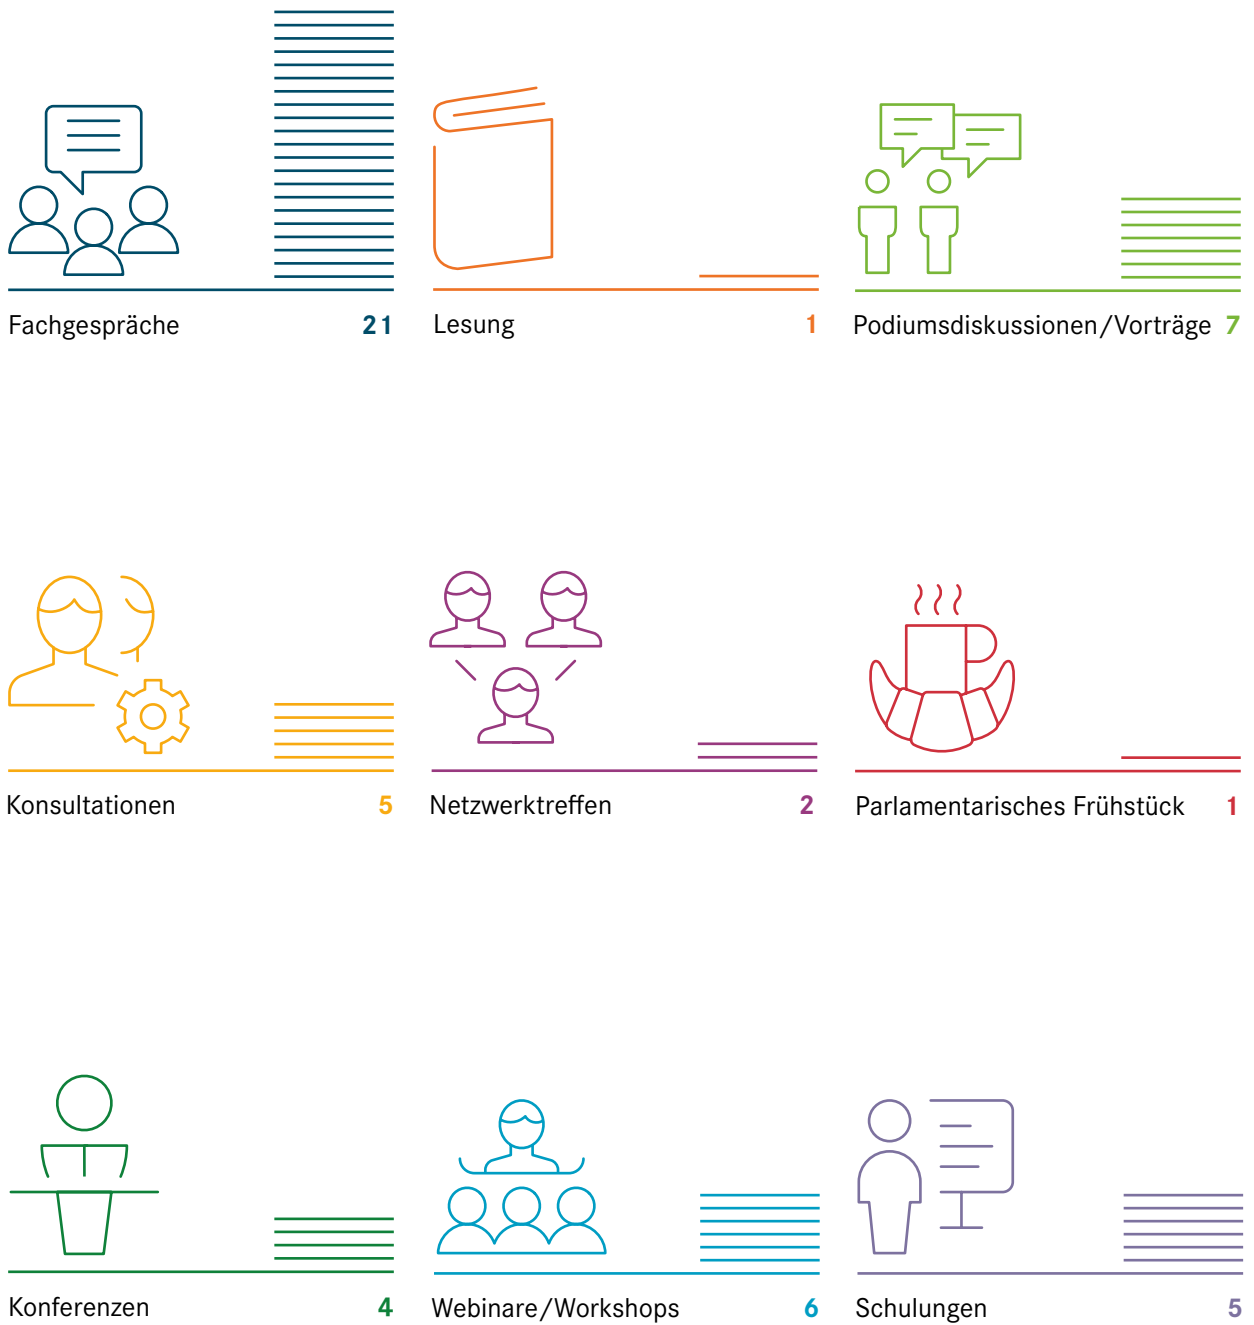 Fachgespräche 21
Lesung 1
Podiumsdiskussionen/Vorträge 7
Konsultationen 5
Netzwerktreffen 2
Parlamentarisches Frühstück 1
Konferenzen 4
Webinare/Workshops 6
Schulungen 5